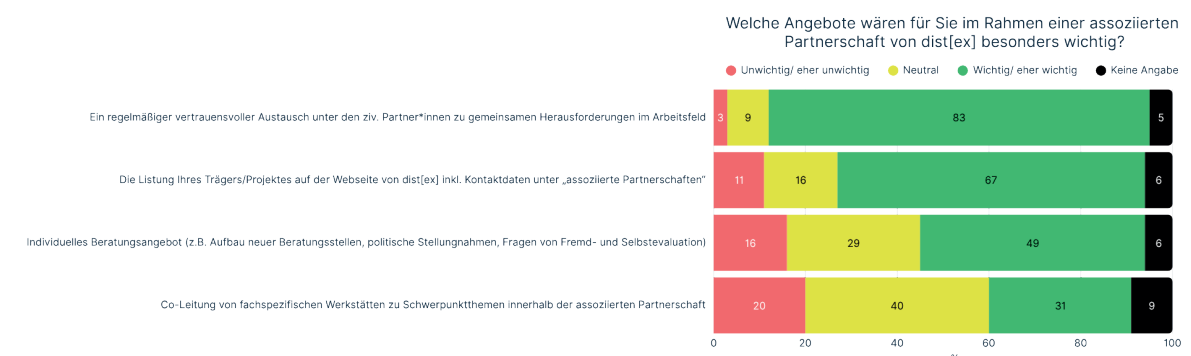 Welche Angebote wären für Sie im Rahmen einer assoziierten
Partnerschaft von dist[ex] besonders wichtig?
Unwichtig/ eher unwichtig Neutral Wichtig/ eher wichtig Keine Angabe
Ein regelmäßiger vertrauensvoller Austausch unter den ziv. Partner*innen zu gemeinsamen Herausforderungen im Arbeitsfeld 3 9 83 5
Die Listung Ihres Trägers/Projektes auf der Webseite von dist[ex] inkl. Kontaktdaten unter „assoziierte Partnerschaften" 11 16 67 6
Individuelles Beratungsangebot (z.B. Aufbau neuer Beratungsstellen, politische Stellungnahmen, Fragen von Fremd- und Selbstevaluation) 16 29 49 6
Co-Leitung von fachspezifischen Werkstätten zu Schwerpunktthemen innerhalb der assoziierten Partnerschaft 20 40 31 9
0 20 40 60 80 100